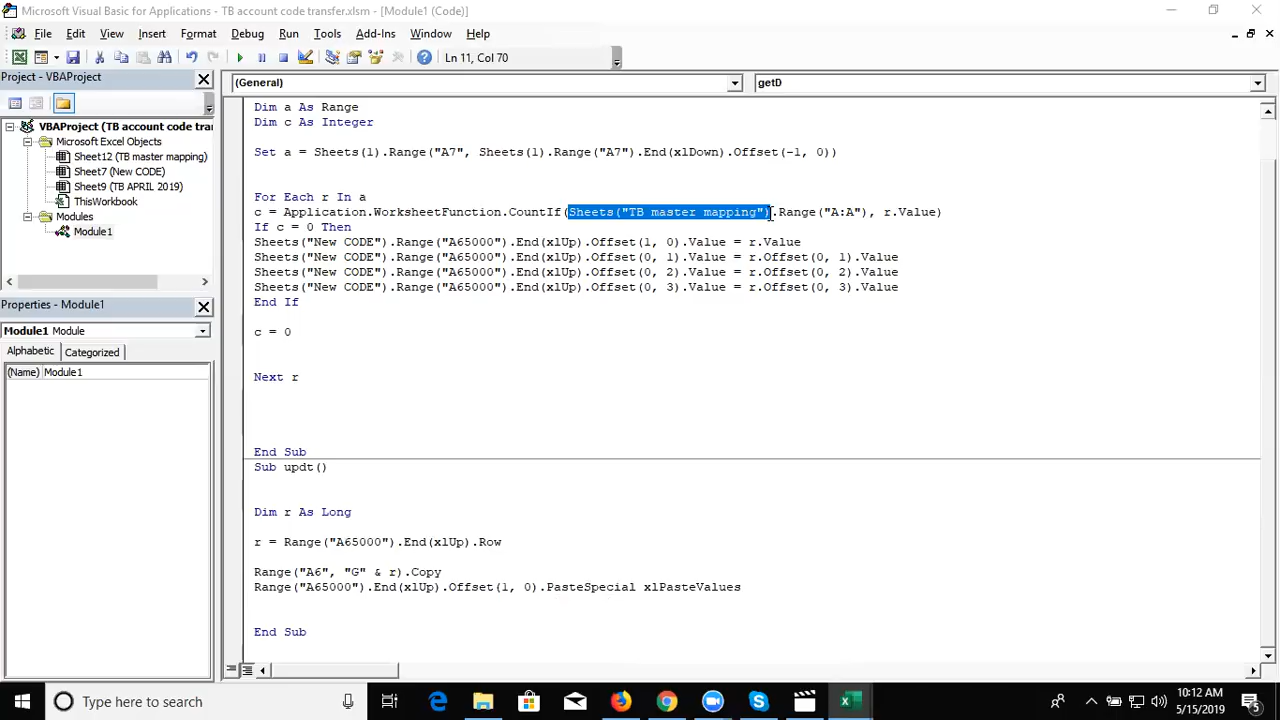 Microsoft Visual Basic for Applications - TB account code transfer.xlsm - [Module1 (Code)]
File Edit View Insert Format Debug Run Tools Add-Ins Window Help
Ln 11, Col 70
Project - VBAProject
(General)
getD
VBAProject (TB account code tran
Microsoft Excel Objects
Sheet12 (TB master mapping)
Sheet7 (New CODE)
Sheet9 (TB APRIL 2019)
ThisWorkbook
Modules
Module1
Properties - Module1
Module1 Module
Alphabetic Categorized
(Name) Module1
Dim a As Range
Dim c As Integer
Set a = Sheets(1).Range("A7", Sheets(1).Range("A7").End(xlDown).Offset(-1, 0))
For Each r In a
c = Application.WorksheetFunction.CountIf(Sheets("TB master mapping").Range("A:A"), r.Value)
If c = 0 Then
Sheets("New CODE").Range("A65000").End(xlUp).Offset(1, 0).Value = r.Value
Sheets("New CODE").Range("A65000").End(xlUp).Offset(0, 1).Value = r.Offset(0, 1).Value
Sheets("New CODE").Range("A65000").End(xlUp).Offset(0, 2).Value = r.Offset(0, 2).Value
Sheets("New CODE").Range("A65000").End(xlUp).Offset(0, 3).Value = r.Offset(0, 3).Value
End If
c = 0
Next r
End Sub
Sub updt()
Dim r As Long
r = Range("A65000").End(xlUp).Row
Range("A6", "G" & r).Copy
Range("A65000").End(xlUp).Offset(1, 0).PasteSpecial xlPasteValues
End Sub
Type here to search
10:12 AM
5/15/2019
5